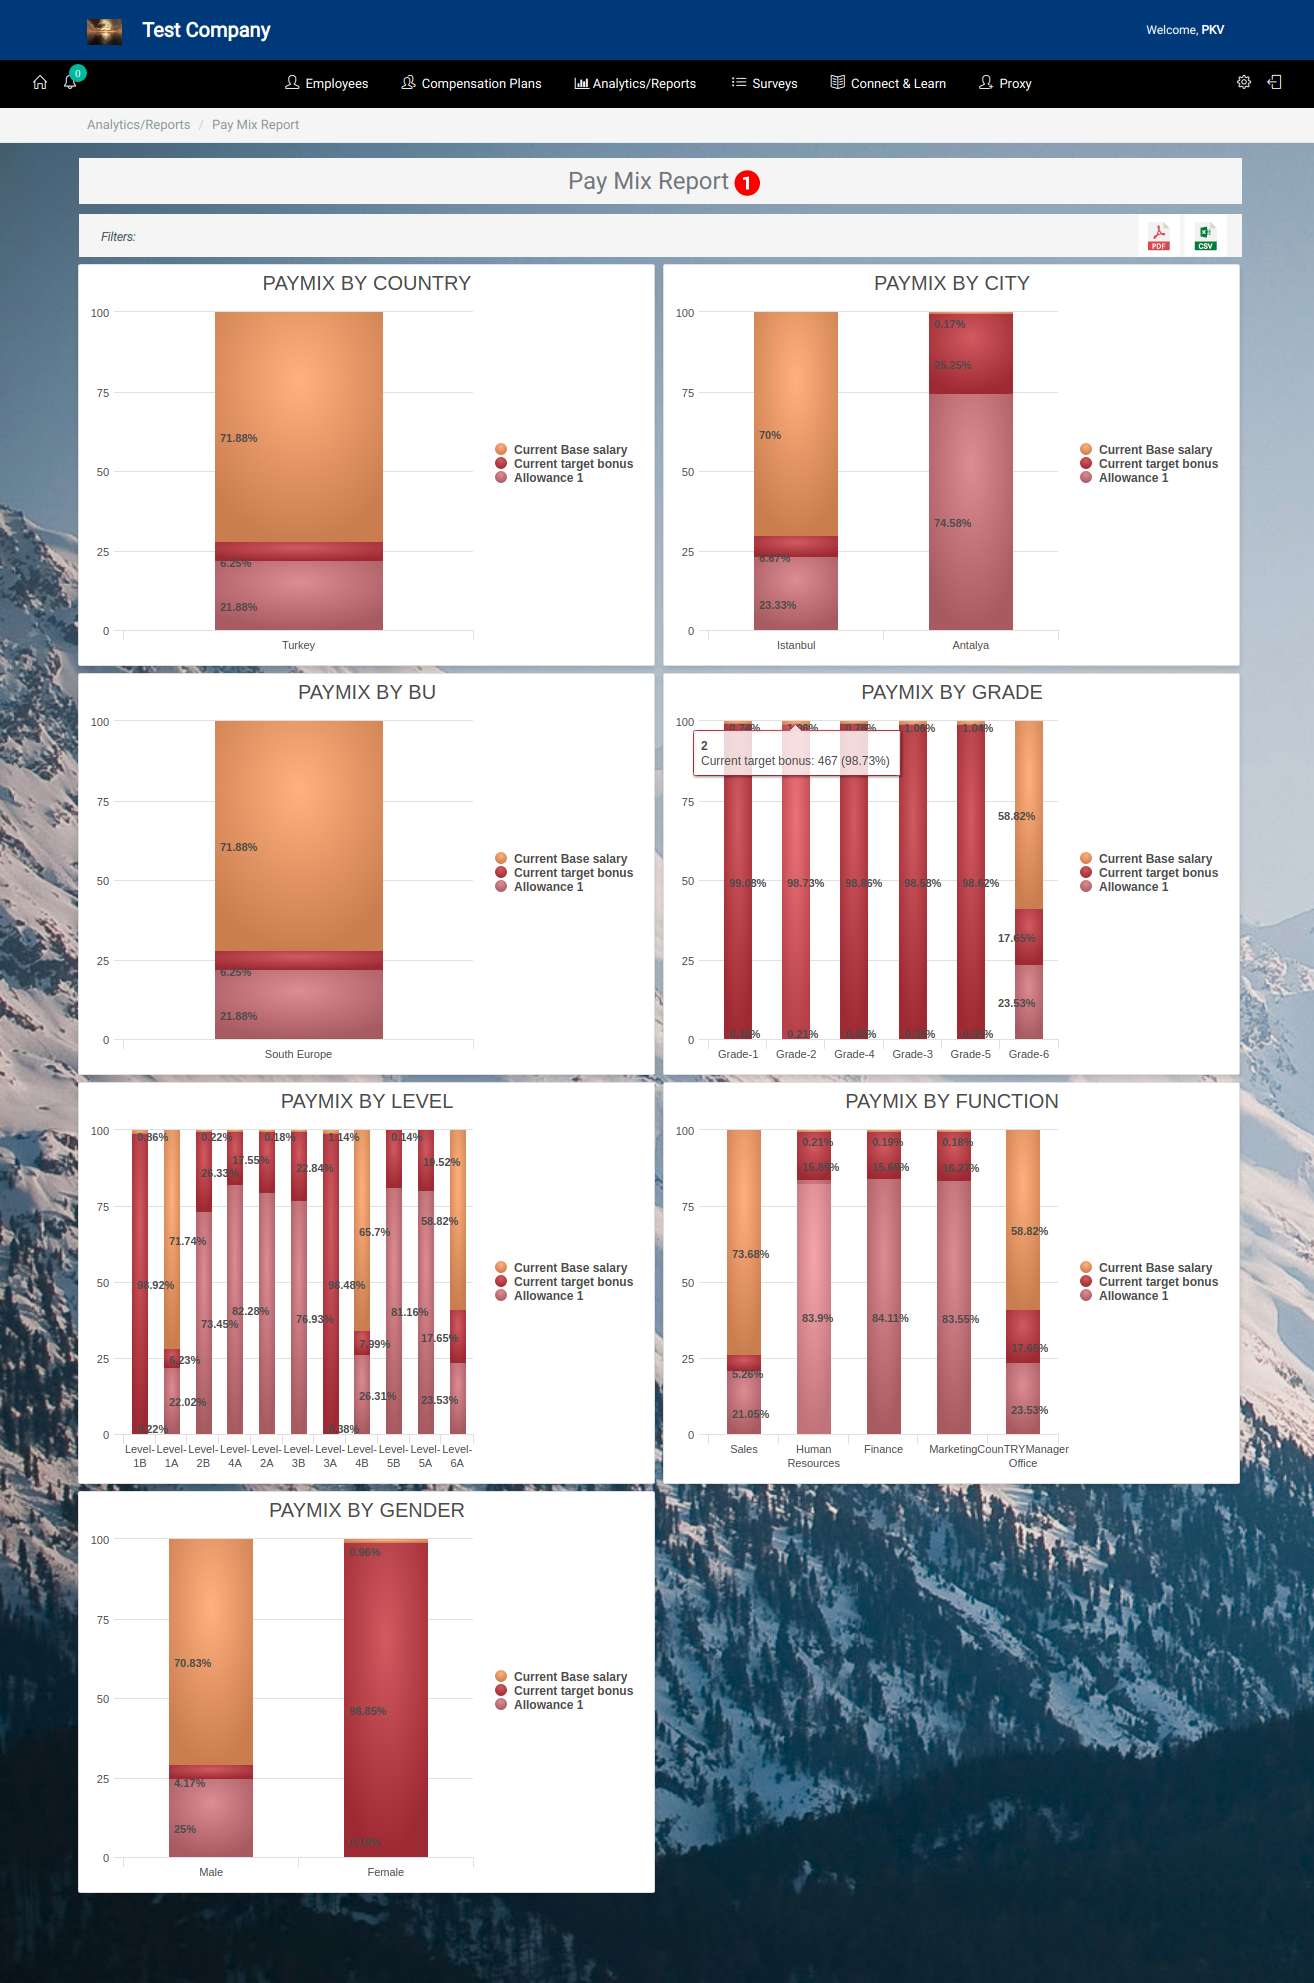 Test Company
Welcome, PKV
0
Employees
Compensation Plans
Analytics/Reports
Surveys
Connect & Learn
Proxy
Analytics/Reports / Pay Mix Report
Pay Mix Report 1
Filters:
PDF
CSV
PAYMIX BY COUNTRY
100
75
50
25
0
71.88%
6.25%
21.88%
Turkey
Current Base salary
Current target bonus
Allowance 1
PAYMIX BY CITY
100
75
50
25
0
70%
6.67%
23.33%
0.17%
25.25%
74.58%
Istanbul
Antalya
Current Base salary
Current target bonus
Allowance 1
PAYMIX BY BU
100
75
50
25
0
71.88%
6.25%
21.88%
South Europe
Current Base salary
Current target bonus
Allowance 1
PAYMIX BY GRADE
100
75
50
25
0
1.06%
1.04%
2
Current target bonus: 467 (98.73%)
58.82%
99.08%
98.73%
98.86%
98.58%
98.62%
17.65%
23.53%
0.21%
Grade-1
Grade-2
Grade-4
Grade-3
Grade-5
Grade-6
Current Base salary
Current target bonus
Allowance 1
PAYMIX BY LEVEL
100
75
50
25
0
0.86%
0.22%
0.18%
1.14%
0.14%
17.55%
26.33%
22.84%
19.52%
71.74%
65.7%
58.82%
98.92%
98.48%
82.28%
73.45%
76.93%
81.16%
17.65%
7.99%
6.23%
22.02%
26.31%
23.53%
0.22%
0.38%
Level-1B
Level-1A
Level-2B
Level-4A
Level-2A
Level-3B
Level-3A
Level-4B
Level-5B
Level-5A
Level-6A
Current Base salary
Current target bonus
Allowance 1
PAYMIX BY FUNCTION
100
75
50
25
0
0.21%
0.19%
0.18%
15.89%
15.69%
16.27%
73.68%
58.82%
83.9%
84.11%
83.55%
17.65%
5.26%
21.05%
23.53%
Sales
Human Resources
Finance
Marketing
CounTRYManager Office
Current Base salary
Current target bonus
Allowance 1
PAYMIX BY GENDER
100
75
50
25
0
70.83%
4.17%
25%
0.96%
98.85%
Male
Female
Current Base salary
Current target bonus
Allowance 1